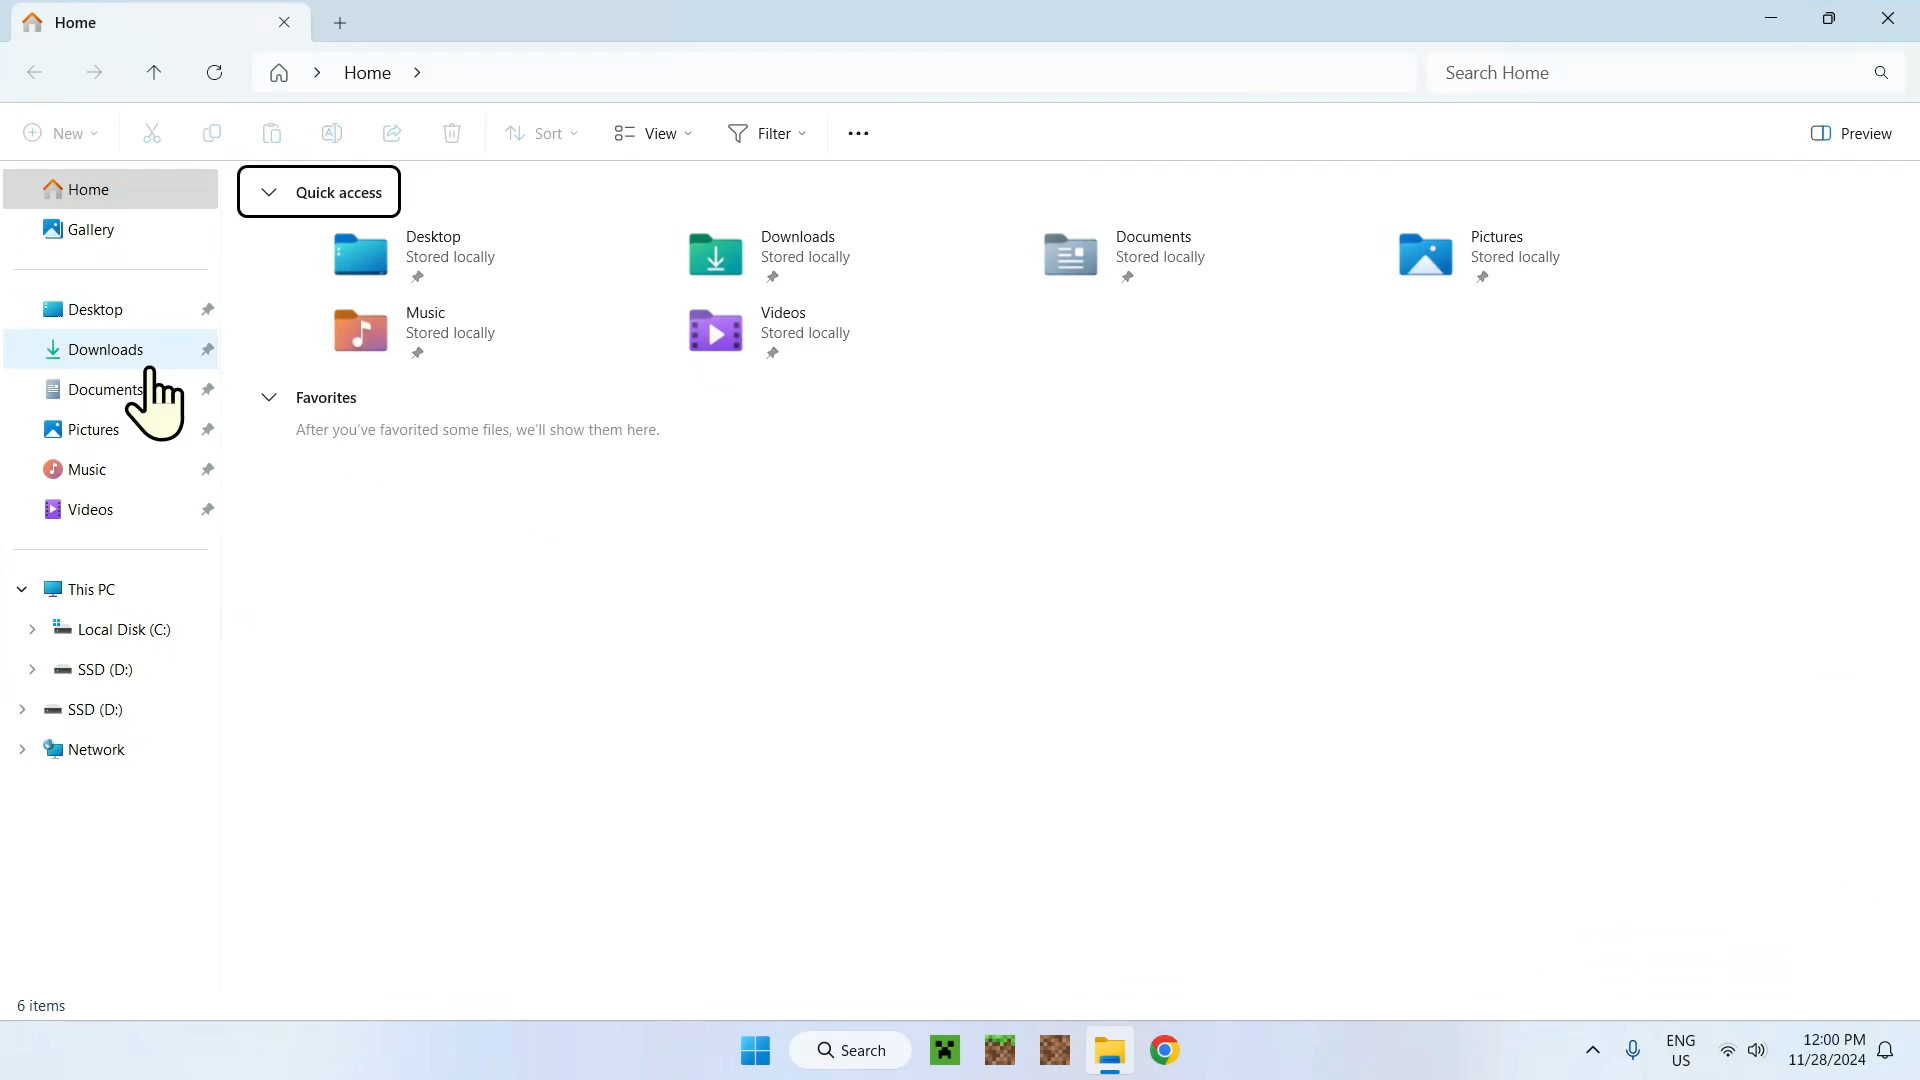 Home
Home
Search Home
New
Sort
View
Filter
Preview
Home
Gallery
Desktop
Downloads
Documents
Pictures
Music
Videos
This PC
Local Disk (C:)
SSD (D:)
SSD (D:)
Network
Quick access
Desktop
Stored locally
Downloads
Stored locally
Documents
Stored locally
Pictures
Stored locally
Music
Stored locally
Videos
Stored locally
Favorites
After you've favorited some files, we'll show them here.
6 items
Search
ENG
US
12:00 PM
11/28/2024